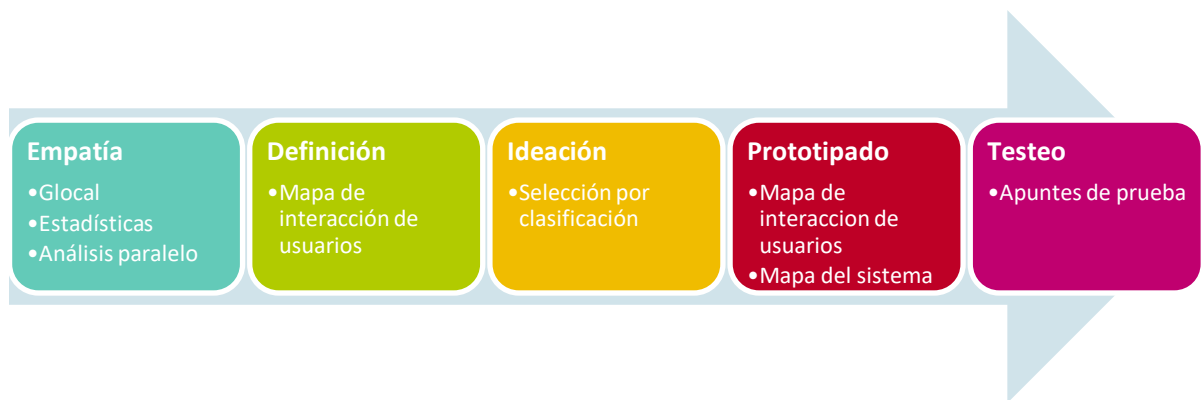 Empatía
•Glocal
•Estadísticas
•Análisis paralelo
Definición
•Mapa de
interacción de
usuarios
Ideación
•Selección por
clasificación
Prototipado
•Mapa de
interaccion de
usuarios
•Mapa del sistema
Testeo
•Apuntes de prueba